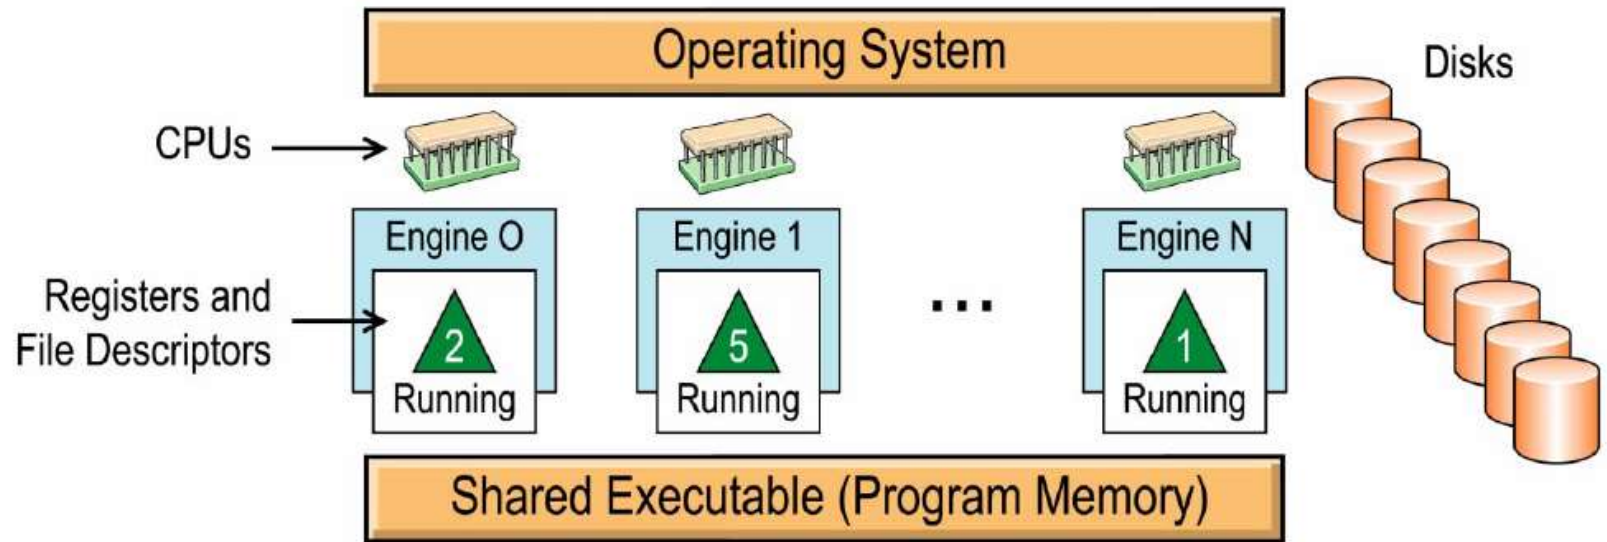 Operating System
Disks
CPUs
Engine O
Engine 1
...
Engine N
Registers and
File Descriptors
2
5
1
Running
Running
Running
Shared Executable (Program Memory)